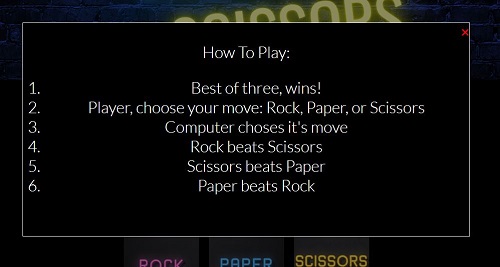 SCISSORS
×
How To Play:
1. Best of three, wins!
2. Player, choose your move: Rock, Paper, or Scissors
3. Computer choses it's move
4. Rock beats Scissors
5. Scissors beats Paper
6. Paper beats Rock
ROCK PAPER SCISSORS